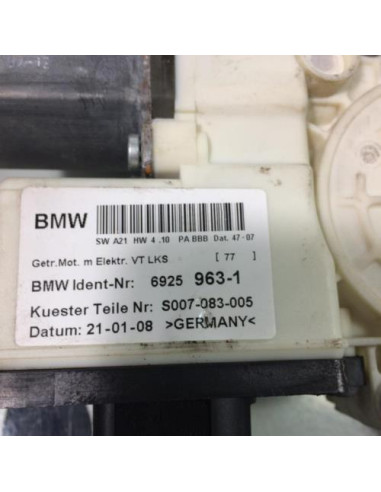 BMW
SW A21 HW 4 .10 PA BBB Dat. 47-07
Getr.Mot. m Elektr. VT LKS [ 77 ]
BMW Ident-Nr: 6925 963-1
Kuester Teile Nr: S007-083-005
Datum: 21-01-08 >GERMANY<